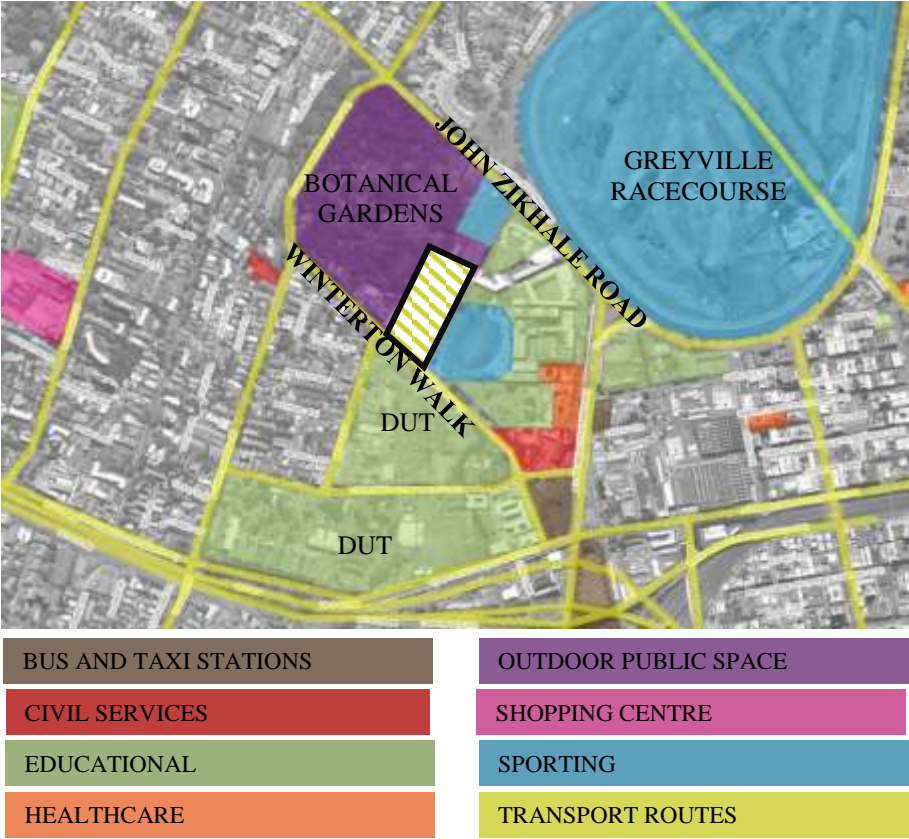 JOHN ZIKHALE ROAD
GREYVILLE
RACECOURSE
BOTANICAL
GARDENS
WINTERTON WALK
DUT
DUT
BUS AND TAXI STATIONS
OUTDOOR PUBLIC SPACE
CIVIL SERVICES
SHOPPING CENTRE
EDUCATIONAL
SPORTING
HEALTHCARE
TRANSPORT ROUTES